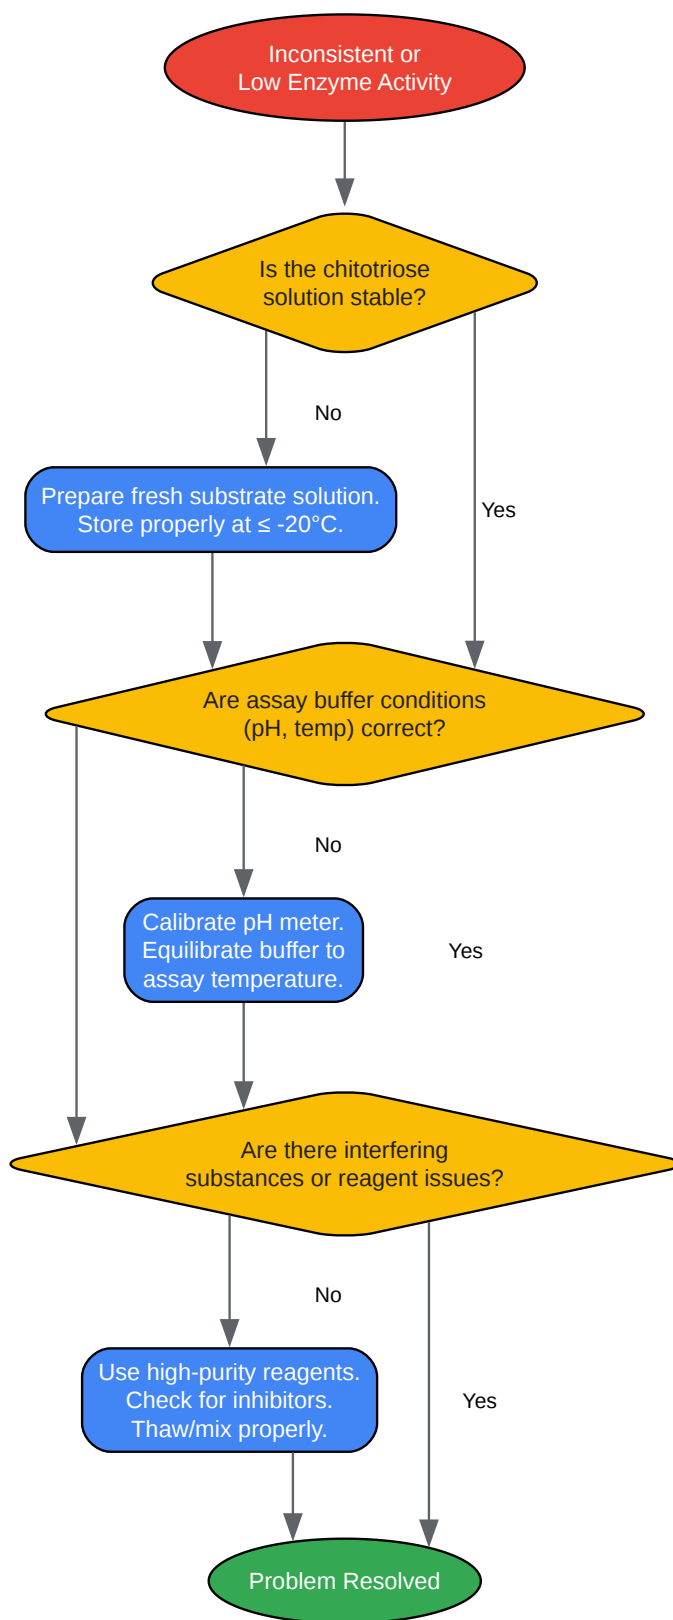 Inconsistent or
Low Enzyme Activity
Is the chitotriose
solution stable?
No
Prepare fresh substrate solution.
Store properly at ≤ -20°C.
Yes
Are assay buffer conditions
(pH, temp) correct?
No
Calibrate pH meter.
Equilibrate buffer to
assay temperature.
Yes
Are there interfering
substances or reagent issues?
No
Use high-purity reagents.
Check for inhibitors.
Thaw/mix properly.
Yes
Problem Resolved